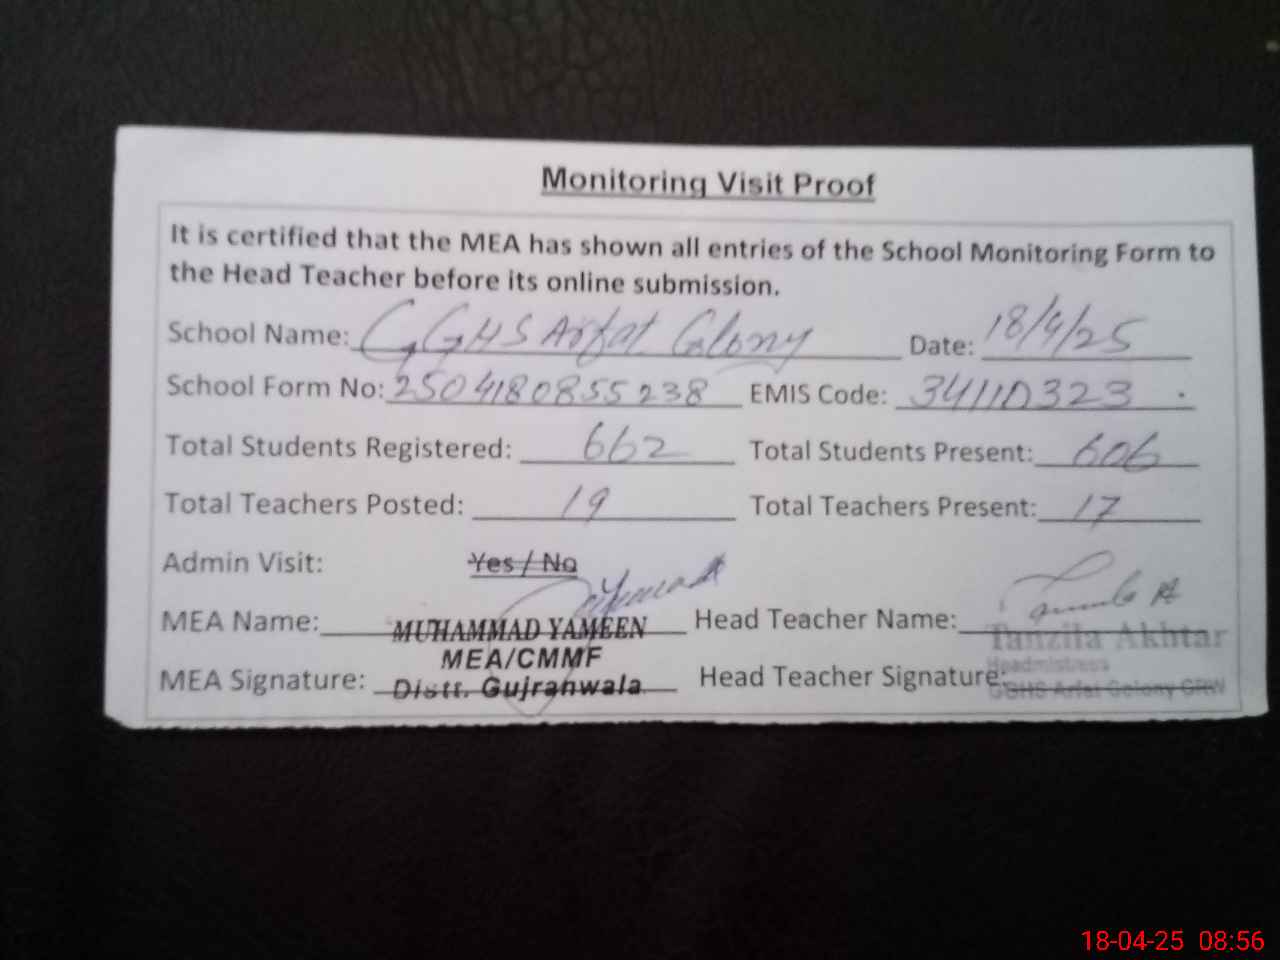 Monitoring Visit Proof
It is certified that the MEA has shown all entries of the School Monitoring Form to
the Head Teacher before its online submission.
School Name: GGHS Arfat Colony Date: 18/4/25
School Form No: 2504180855238 EMIS Code: 34110323
Total Students Registered: 662 Total Students Present: 606
Total Teachers Posted: 19 Total Teachers Present: 17
Admin Visit: Yes / No
MEA Name: MUHAMMAD YAMEEN Head Teacher Name: Tanzila Akhtar
MEA/CMMF Headmistress
MEA Signature: Distt. Gujranwala Head Teacher Signature: GGHS Arfat Colony GRW
18-04-25 08:56